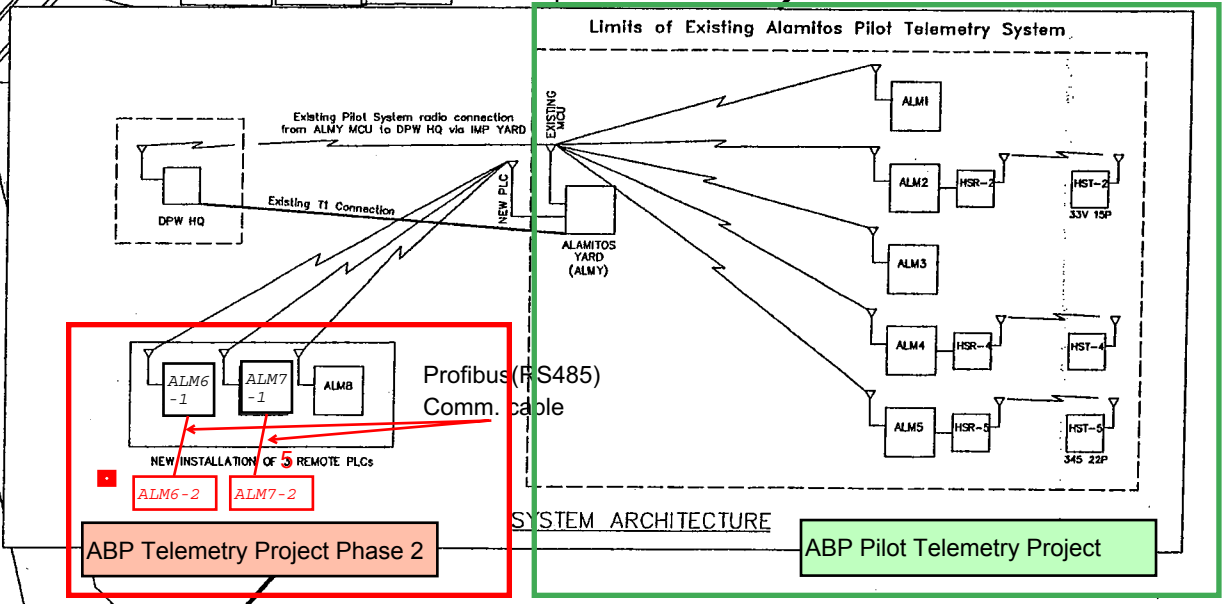 Limits of Existing Alamitos Pilot Telemetry System
Existing Pilot System radio connection
from ALMY MCU to DPW HQ via IMP YARD
EXISTING
MCU
NEW PLC
DPW HQ
Existing T1 Connection
ALAMITOS
YARD
(ALMY)
ALM1
ALM2
HSR-2
HST-2
33V 15P
ALM3
ALM4
HSR-4
HST-4
ALM5
HSR-5
HST-5
345 22P
ALM6
-1
ALM7
-1
ALM8
Profibus(RS485)
Comm. cable
NEW INSTALLATION OF 5 REMOTE PLCs
ALM6-2
ALM7-2
SYSTEM ARCHITECTURE
ABP Telemetry Project Phase 2
ABP Pilot Telemetry Project